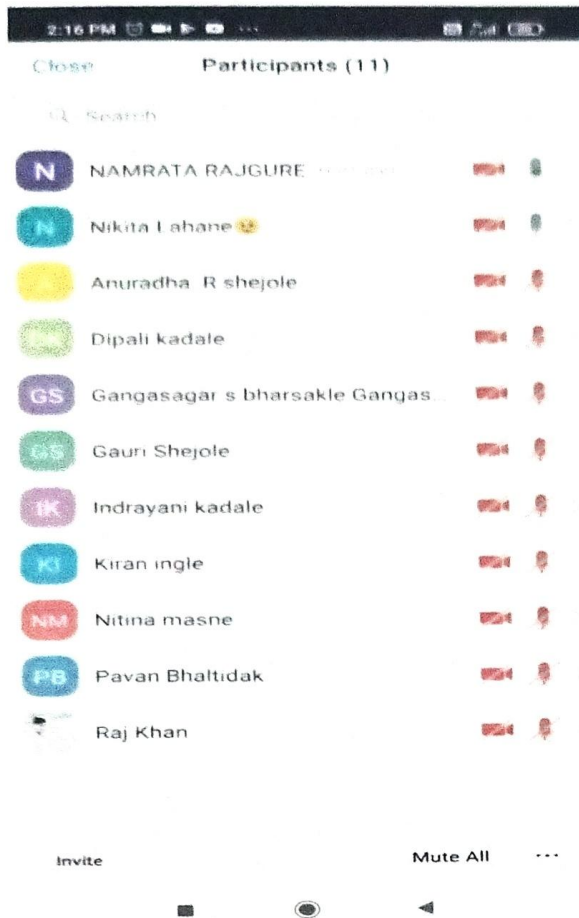 2:16 PM
Close Participants (11)
Search
N NAMRATA RAJGURE
N Nikita Lahane🥺
Anuradha R shejole
DK Dipali kadale
GS Gangasagar s bharsakle Gangas...
GS Gauri Shejole
IK Indrayani kadale
KI Kiran ingle
NM Nitina masne
PB Pavan Bhaltidak
Raj Khan
Invite Mute All ...